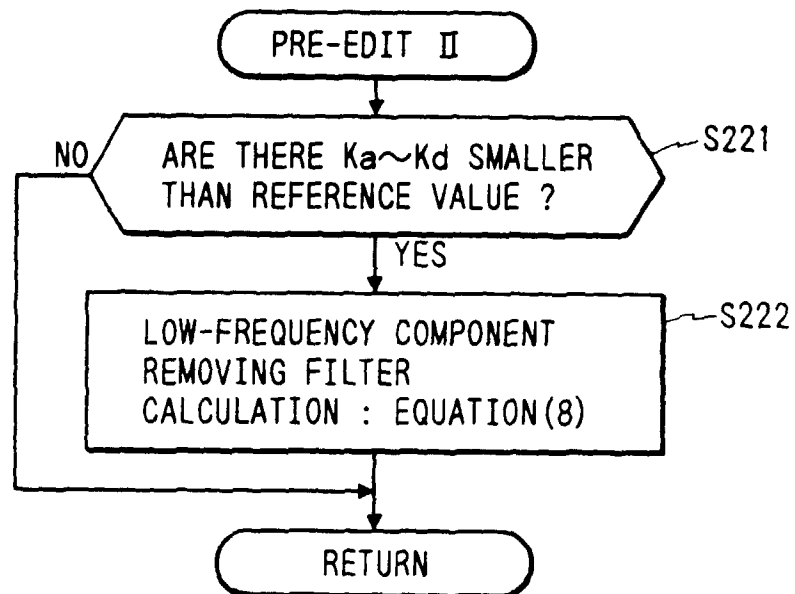 PRE-EDIT II
NO
ARE THERE Ka~Kd SMALLER
THAN REFERENCE VALUE ?
S221
YES
LOW-FREQUENCY COMPONENT
REMOVING FILTER
CALCULATION : EQUATION(8)
S222
RETURN